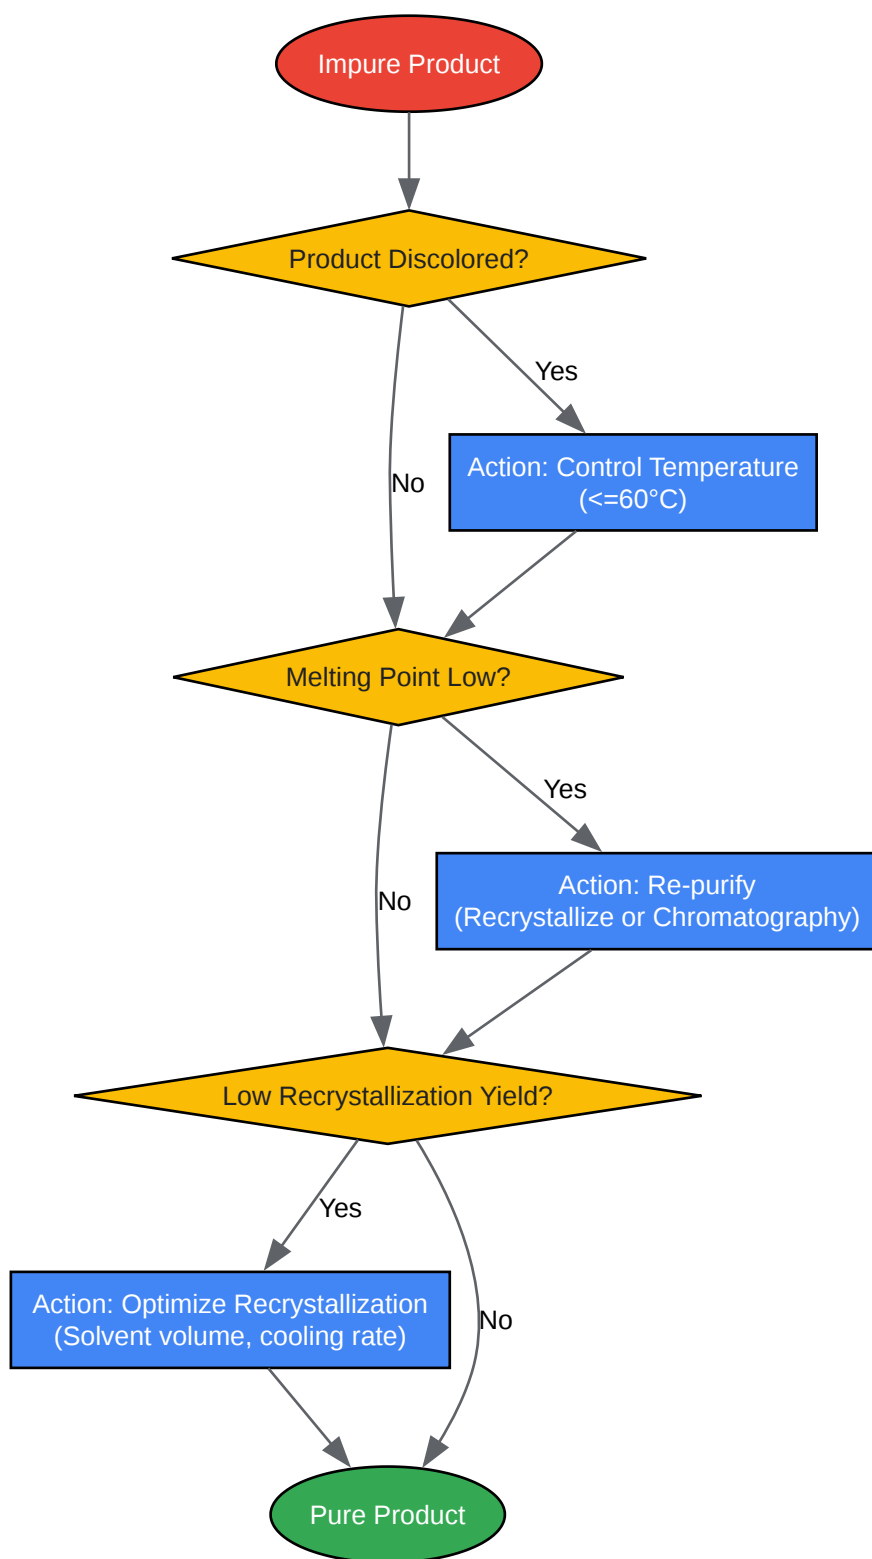 Impure Product
Product Discolored?
Yes
Action: Control Temperature
(<=60°C)
No
Melting Point Low?
Yes
Action: Re-purify
(Recrystallize or Chromatography)
No
Low Recrystallization Yield?
Yes
Action: Optimize Recrystallization
(Solvent volume, cooling rate)
No
Pure Product